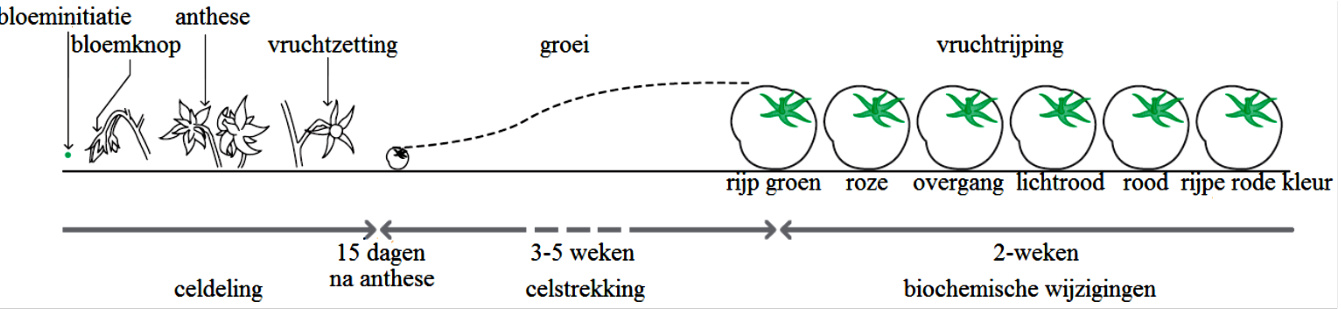 bloeminitiatie
anthese
bloemknop
vruchtzetting
groei
vruchtrijping
rijp groen
roze
overgang
lichtrood
rood
rijpe rode kleur
15 dagen
na anthese
3-5 weken
2-weken
celdeling
celstrekking
biochemische wijzigingen